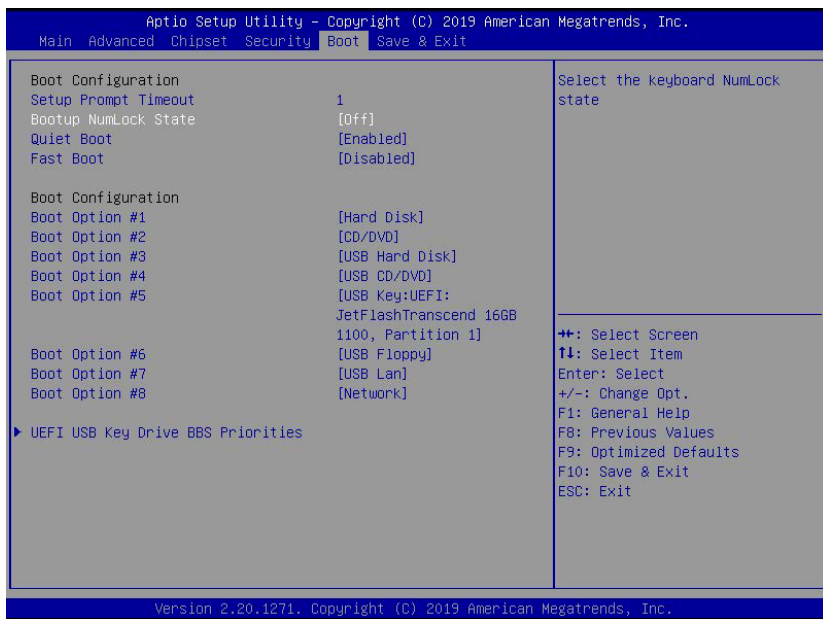 Aptio Setup Utility – Copyright (C) 2019 American Megatrends, Inc.
Main Advanced Chipset Security Boot Save & Exit
Boot Configuration
Setup Prompt Timeout 1
Bootup NumLock State [Off]
Quiet Boot [Enabled]
Fast Boot [Disabled]
Boot Configuration
Boot Option #1 [Hard Disk]
Boot Option #2 [CD/DVD]
Boot Option #3 [USB Hard Disk]
Boot Option #4 [USB CD/DVD]
Boot Option #5 [USB Key:UEFI:
JetFlashTranscend 16GB
1100, Partition 1]
Boot Option #6 [USB Floppy]
Boot Option #7 [USB Lan]
Boot Option #8 [Network]
UEFI USB Key Drive BBS Priorities
Select the keyboard NumLock
state
→←: Select Screen
↑↓: Select Item
Enter: Select
+/-: Change Opt.
F1: General Help
F8: Previous Values
F9: Optimized Defaults
F10: Save & Exit
ESC: Exit
Version 2.20.1271. Copyright (C) 2019 American Megatrends, Inc.